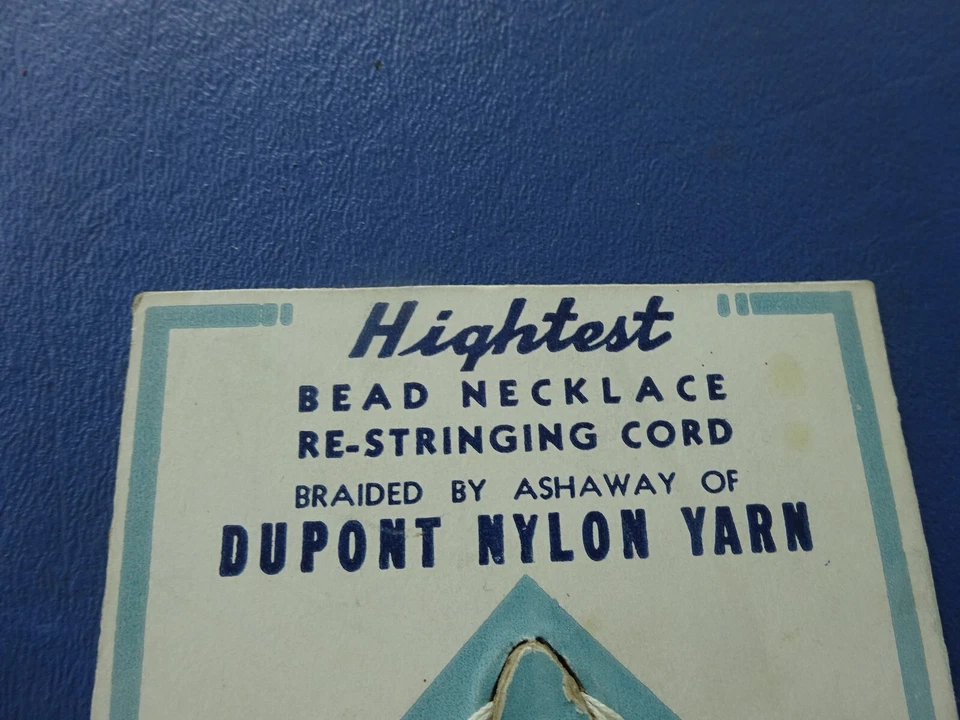 Hightest
BEAD NECKLACE
RE-STRINGING CORD
BRAIDED BY ASHAWAY OF
DUPONT NYLON YARN